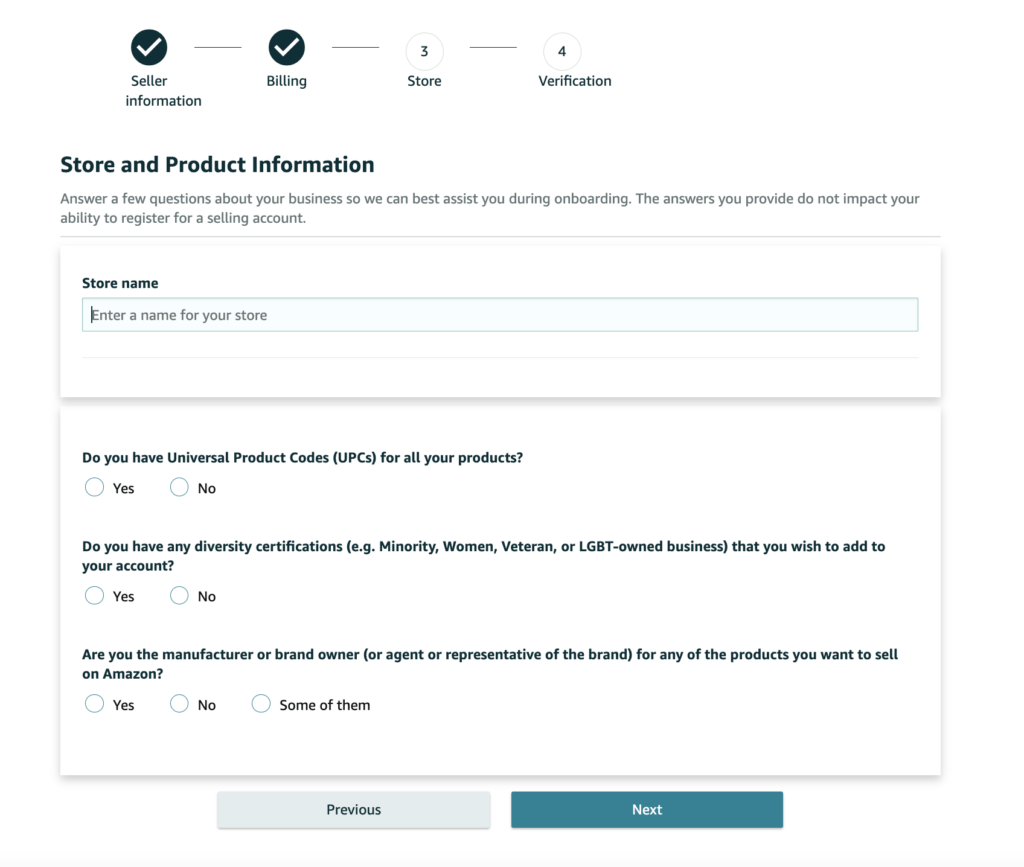 3
4
Seller
information
Billing
Store
Verification
Store and Product Information
Answer a few questions about your business so we can best assist you during onboarding. The answers you provide do not impact your
ability to register for a selling account.
Store name
Enter a name for your store
Do you have Universal Product Codes (UPCs) for all your products?
Yes No
Do you have any diversity certifications (e.g. Minority, Women, Veteran, or LGBT-owned business) that you wish to add to
your account?
Yes No
Are you the manufacturer or brand owner (or agent or representative of the brand) for any of the products you want to sell
on Amazon?
Yes No Some of them
Previous Next